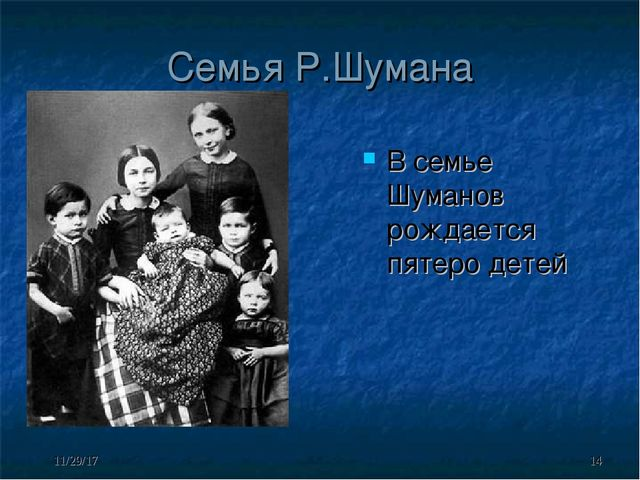 Семья Р.Шумана
В семье
Шуманов
рождается
пятеро детей
11/29/17
14